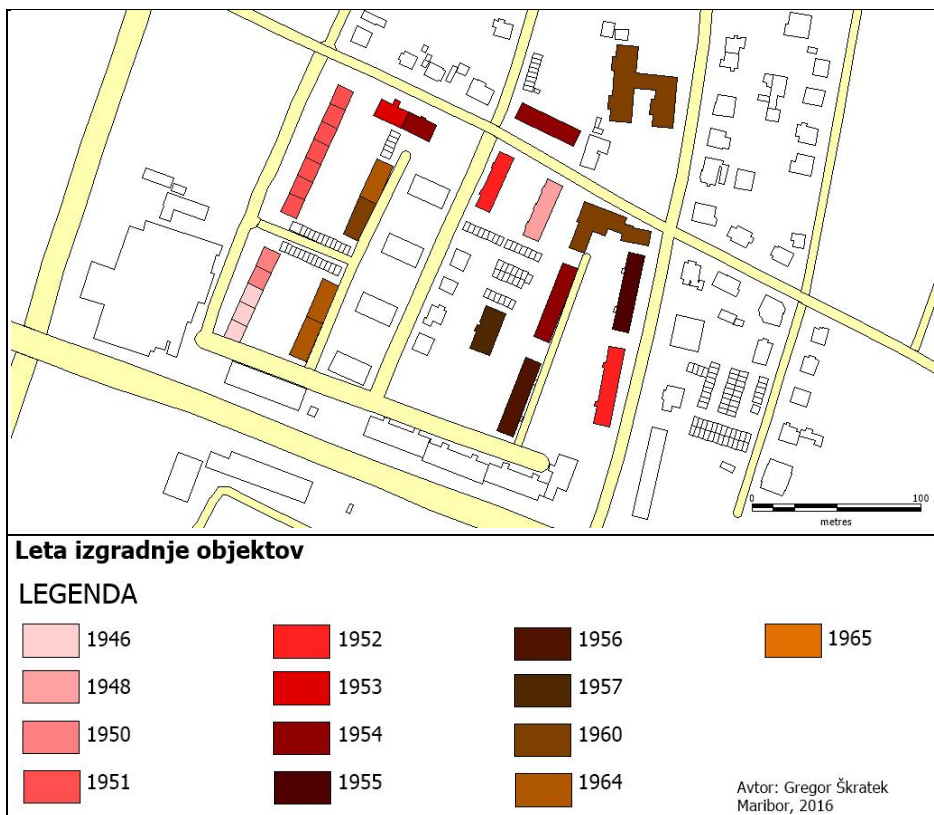 0 100
metres
Leta izgradnje objektov
LEGENDA
1946
1948
1950
1951
1952
1953
1954
1955
1956
1957
1960
1964
1965
Avtor: Gregor Škratek
Maribor, 2016